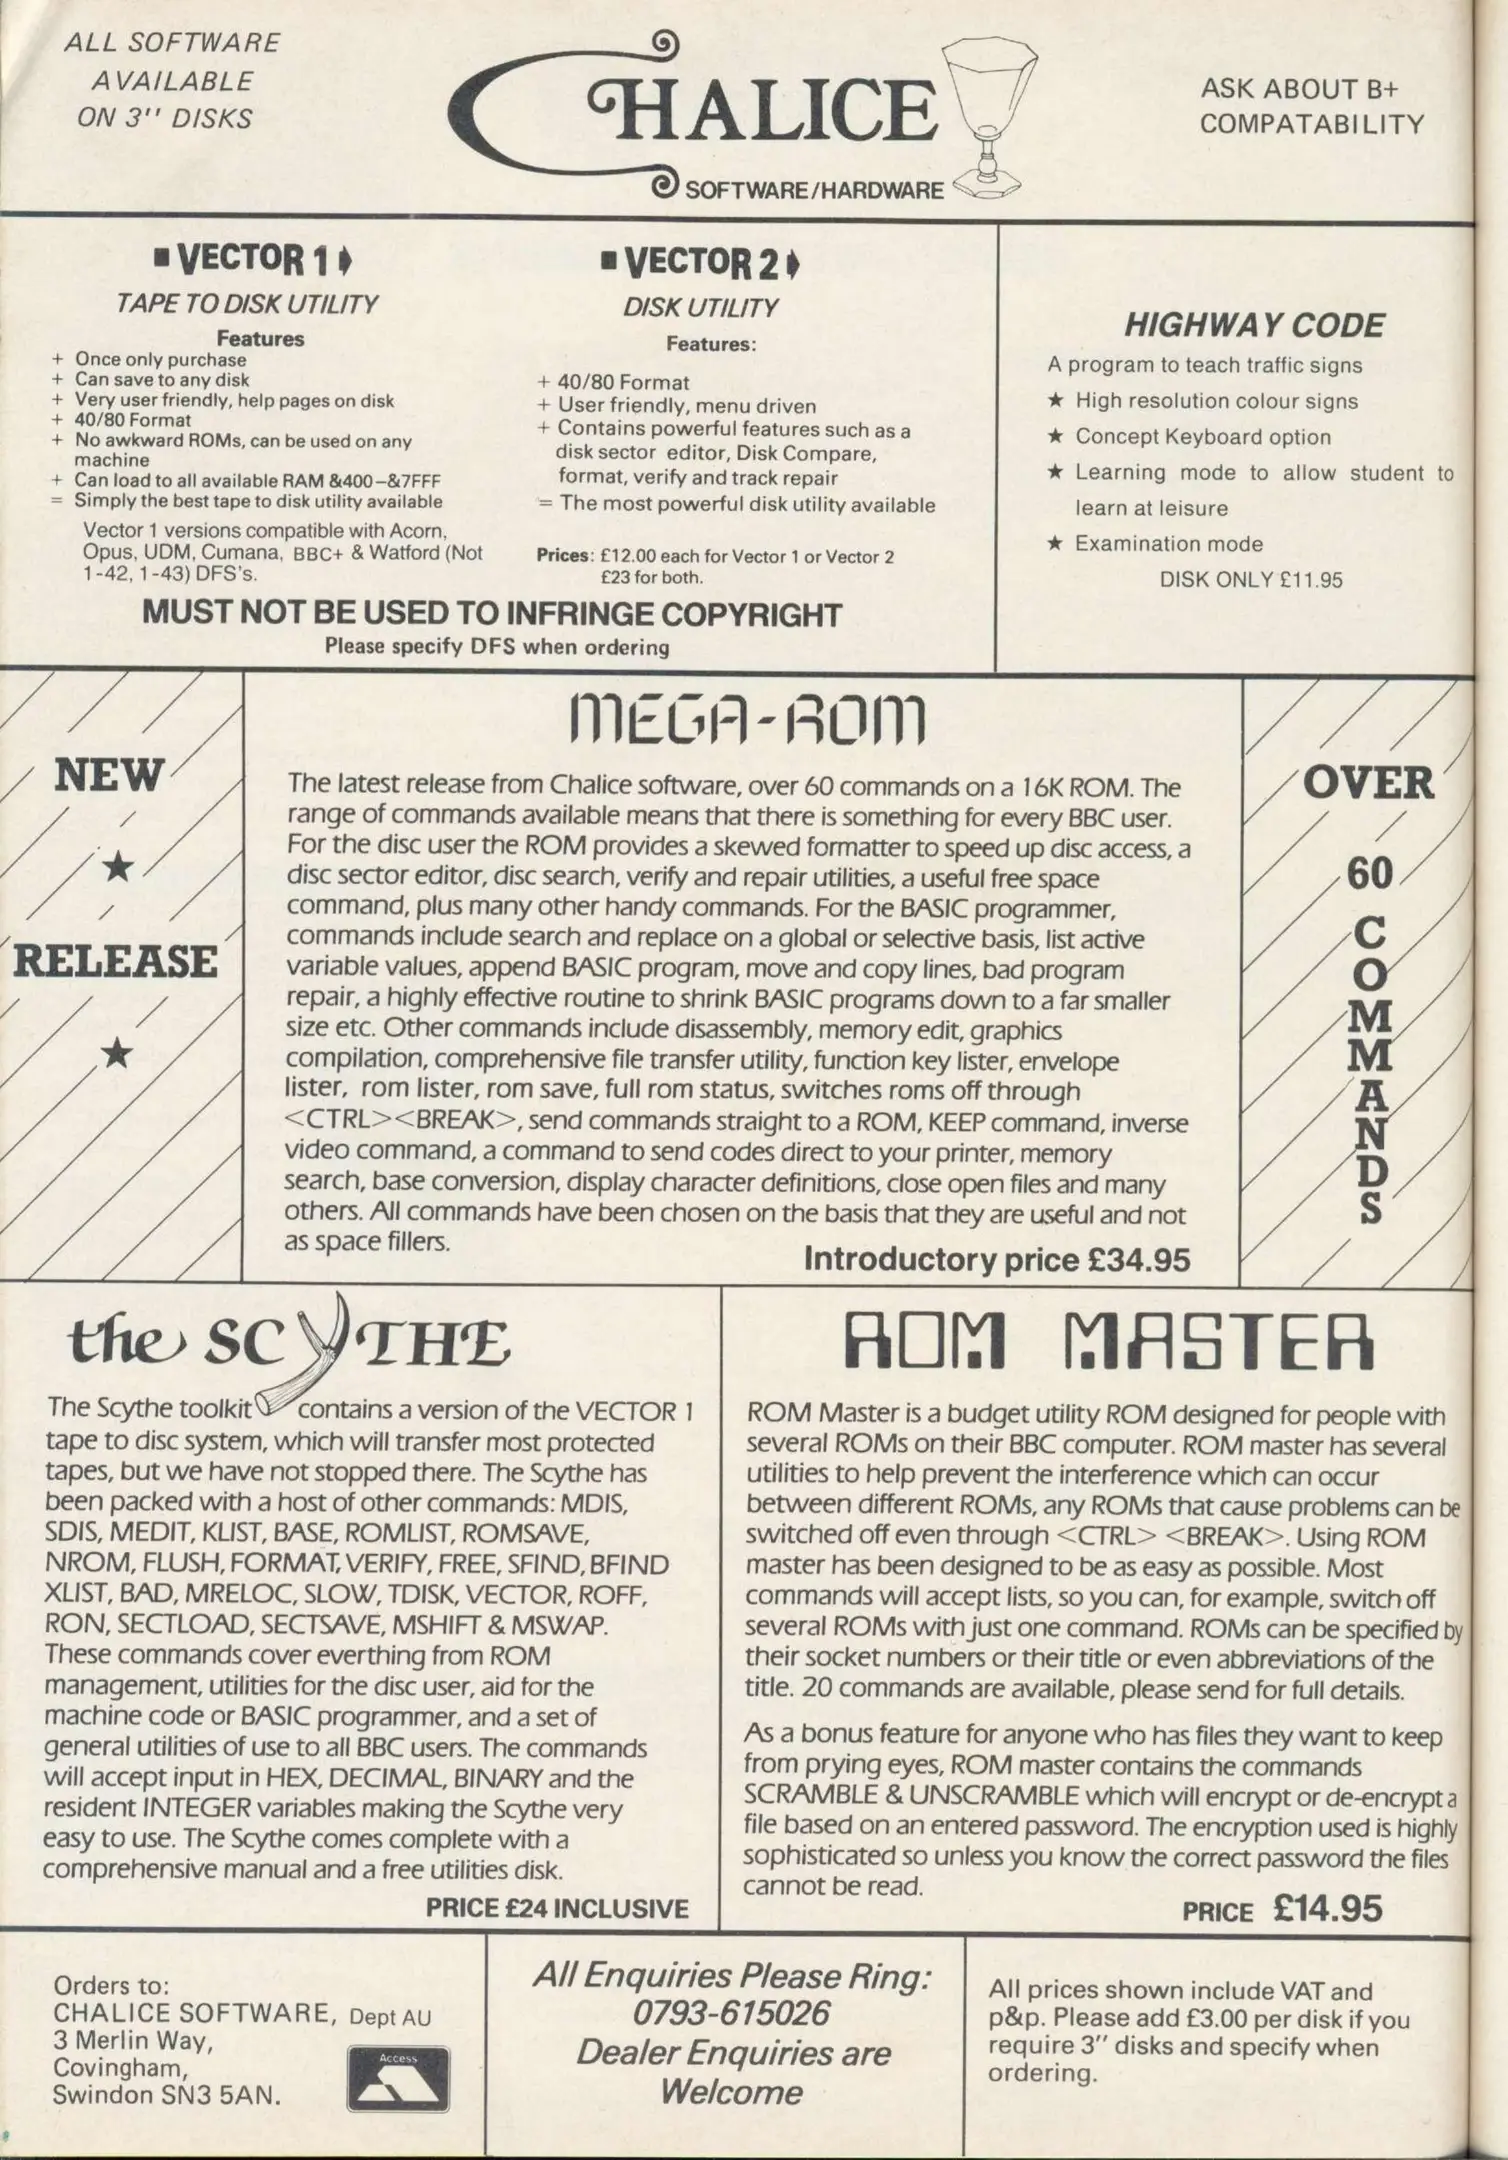 ALL SOFTWARE
AVAILABLE
ON 3" DISKS
CHALICE
SOFTWARE/HARDWARE
ASK ABOUT B+
COMPATABILITY
VECTOR 1
TAPE TO DISK UTILITY
Features
+ Once only purchase
+ Can save to any disk
+ Very user friendly, help pages on disk
+ 40/80 Format
+ No awkward ROMs, can be used on any
machine
+ Can load to all available RAM &400–&7FFF
= Simply the best tape to disk utility available
Vector 1 versions compatible with Acorn,
Opus, UDM, Cumana, BBC+ & Watford (Not
1-42, 1-43) DFS's.
VECTOR 2
DISK UTILITY
Features:
+ 40/80 Format
+ User friendly, menu driven
+ Contains powerful features such as a
disk sector editor, Disk Compare,
format, verify and track repair
= The most powerful disk utility available
Prices: £12.00 each for Vector 1 or Vector 2
£23 for both.
MUST NOT BE USED TO INFRINGE COPYRIGHT
Please specify DFS when ordering
HIGHWAY CODE
A program to teach traffic signs
★ High resolution colour signs
★ Concept Keyboard option
★ Learning mode to allow student to
learn at leisure
★ Examination mode
DISK ONLY £11.95
NEW
★
RELEASE
★
MEGA-ROM
The latest release from Chalice software, over 60 commands on a 16K ROM. The
range of commands available means that there is something for every BBC user.
For the disc user the ROM provides a skewed formatter to speed up disc access, a
disc sector editor, disc search, verify and repair utilities, a useful free space
command, plus many other handy commands. For the BASIC programmer,
commands include search and replace on a global or selective basis, list active
variable values, append BASIC program, move and copy lines, bad program
repair, a highly effective routine to shrink BASIC programs down to a far smaller
size etc. Other commands include disassembly, memory edit, graphics
compilation, comprehensive file transfer utility, function key lister, envelope
lister, rom lister, rom save, full rom status, switches roms off through
<CTRL><BREAK>, send commands straight to a ROM, KEEP command, inverse
video command, a command to send codes direct to your printer, memory
search, base conversion, display character definitions, close open files and many
others. All commands have been chosen on the basis that they are useful and not
as space fillers.
Introductory price £34.95
OVER
60
COMMANDS
the SCYTHE
The Scythe toolkit contains a version of the VECTOR 1
tape to disc system, which will transfer most protected
tapes, but we have not stopped there. The Scythe has
been packed with a host of other commands: MDIS,
SDIS, MEDIT, KLIST, BASE, ROMLIST, ROMSAVE,
NROM, FLUSH, FORMAT, VERIFY, FREE, SFIND, BFIND
XLIST, BAD, MRELOC, SLOW, TDISK, VECTOR, ROFF,
RON, SECTLOAD, SECTSAVE, MSHIFT & MSWAP.
These commands cover everthing from ROM
management, utilities for the disc user, aid for the
machine code or BASIC programmer, and a set of
general utilities of use to all BBC users. The commands
will accept input in HEX, DECIMAL, BINARY and the
resident INTEGER variables making the Scythe very
easy to use. The Scythe comes complete with a
comprehensive manual and a free utilities disk.
PRICE £24 INCLUSIVE
ROM MASTER
ROM Master is a budget utility ROM designed for people with
several ROMs on their BBC computer. ROM master has several
utilities to help prevent the interference which can occur
between different ROMs, any ROMs that cause problems can be
switched off even through <CTRL> <BREAK>. Using ROM
master has been designed to be as easy as possible. Most
commands will accept lists, so you can, for example, switch off
several ROMs with just one command. ROMs can be specified by
their socket numbers or their title or even abbreviations of the
title. 20 commands are available, please send for full details.
As a bonus feature for anyone who has files they want to keep
from prying eyes, ROM master contains the commands
SCRAMBLE & UNSCRAMBLE which will encrypt or de-encrypt a
file based on an entered password. The encryption used is highly
sophisticated so unless you know the correct password the files
cannot be read.
PRICE £14.95
Orders to:
CHALICE SOFTWARE, Dept AU
3 Merlin Way,
Covingham,
Swindon SN3 5AN.
Access
All Enquiries Please Ring:
0793-615026
Dealer Enquiries are
Welcome
All prices shown include VAT and
p&p. Please add £3.00 per disk if you
require 3" disks and specify when
ordering.